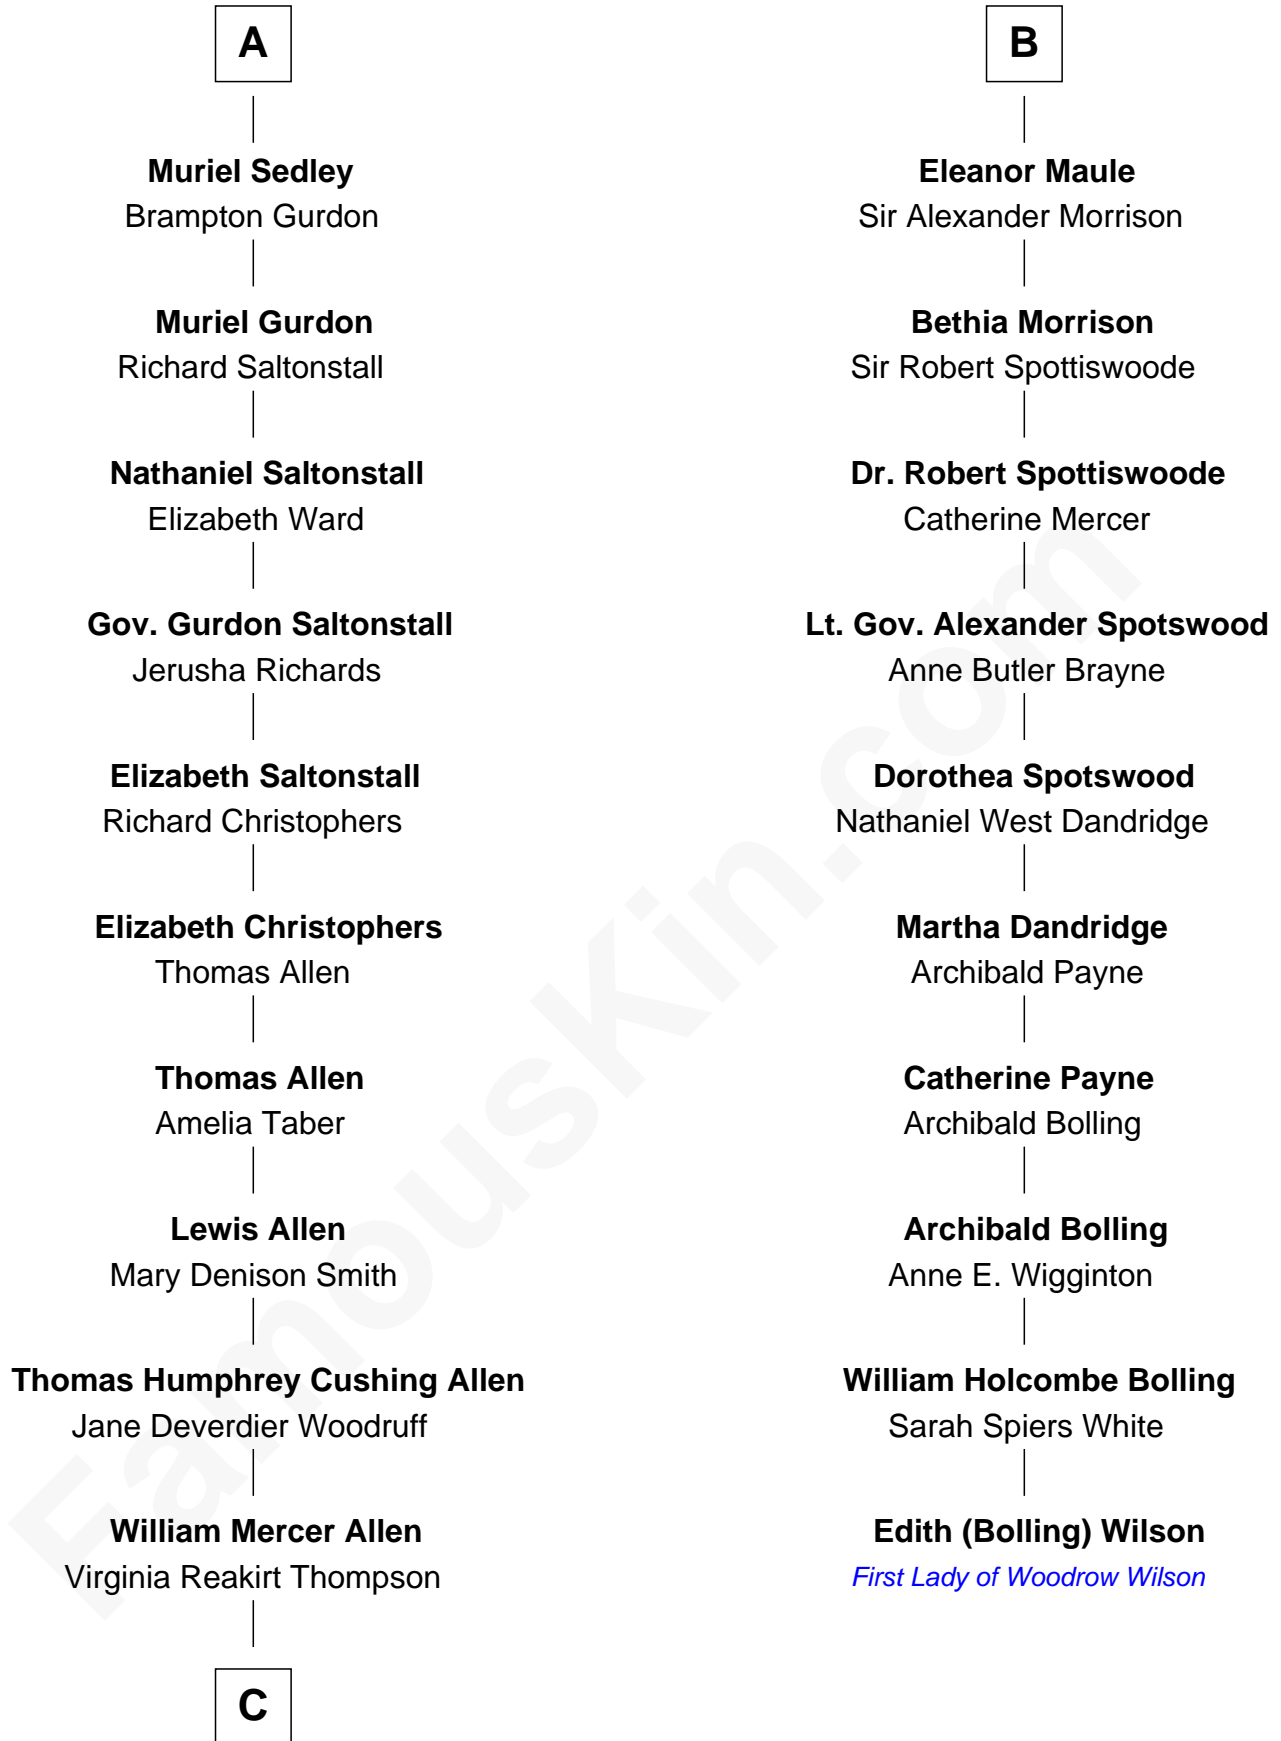 A
Muriel Sedley
Brampton Gurdon
Muriel Gurdon
Richard Saltonstall
Nathaniel Saltonstall
Elizabeth Ward
Gov. Gurdon Saltonstall
Jerusha Richards
Elizabeth Saltonstall
Richard Christophers
Elizabeth Christophers
Thomas Allen
Thomas Allen
Amelia Taber
Lewis Allen
Mary Denison Smith
Thomas Humphrey Cushing Allen
Jane Deverdier Woodruff
William Mercer Allen
Virginia Reakirt Thompson
C
B
Eleanor Maule
Sir Alexander Morrison
Bethia Morrison
Sir Robert Spottiswoode
Dr. Robert Spottiswoode
Catherine Mercer
Lt. Gov. Alexander Spotswood
Anne Butler Brayne
Dorothea Spotswood
Nathaniel West Dandridge
Martha Dandridge
Archibald Payne
Catherine Payne
Archibald Bolling
Archibald Bolling
Anne E. Wigginton
William Holcombe Bolling
Sarah Spiers White
Edith (Bolling) Wilson
First Lady of Woodrow Wilson
FamousKin.com